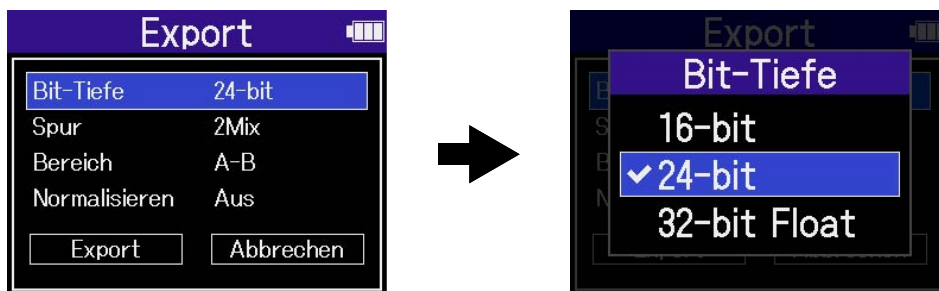 Export
Bit-Tiefe 24-bit
Spur 2Mix
Bereich A-B
Normalisieren Aus
Export Abbrechen
Export
Bit-Tiefe
16-bit
24-bit
32-bit Float